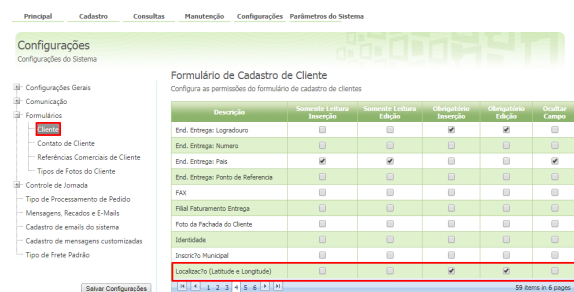 Principal Cadastro Consultas Manutenção Configurações Parâmetros do Sistema
Configurações
Configurações do Sistema
Configurações Gerais
Comunicação
Formulários
Cliente
Contato de Cliente
Referências Comerciais de Cliente
Tipos de Fotos do Cliente
Controle de Jornada
Tipo de Processamento de Pedido
Mensagens, Recados e E-Mails
Cadastro de emails do sistema
Cadastro de mensagens customizadas
Tipo de Frete Padrão
Salvar Configurações
Formulário de Cadastro de Cliente
Configura as permissões do formulário de cadastro de clientes
Descrição Somente Leitura Inserção Somente Leitura Edição Obrigatório Inserção Obrigatório Edição Ocultar Campo
End. Entrega: Logradouro
End. Entrega: Numero
End. Entrega: Pais
End. Entrega: Ponto de Referencia
FAX
Filial Faturamento Entrega
Foto da Fachada do Cliente
Identidade
Inscric?o Municipal
Localizac?o (Latitude e Longitude)
1 2 3 4 5 6 59 items in 6 pages